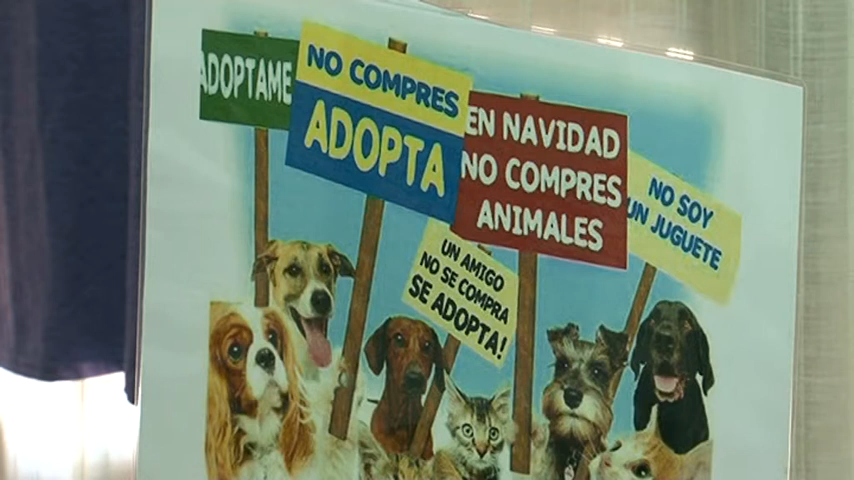 ADOPTAME
NO COMPRES
ADOPTA
EN NAVIDAD
NO COMPRES
ANIMALES
NO SOY
UN JUGUETE
UN AMIGO
NO SE COMPRA
SE ADOPTA!